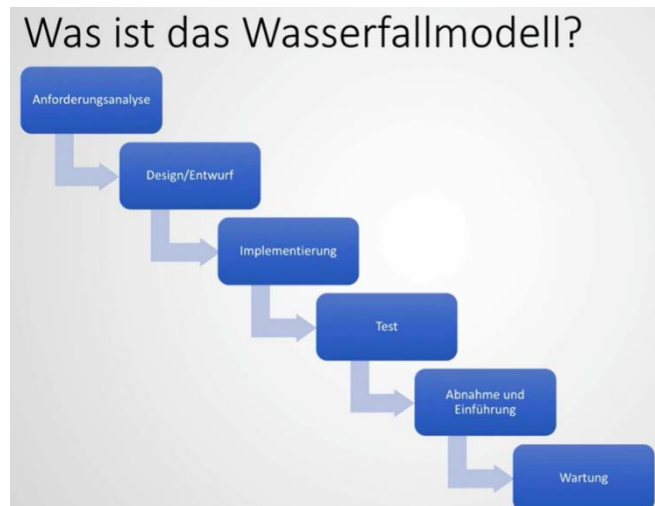 Was ist das Wasserfallmodell?
Anforderungsanalyse
Design/Entwurf
Implementierung
Test
Abnahme und
Einführung
Wartung